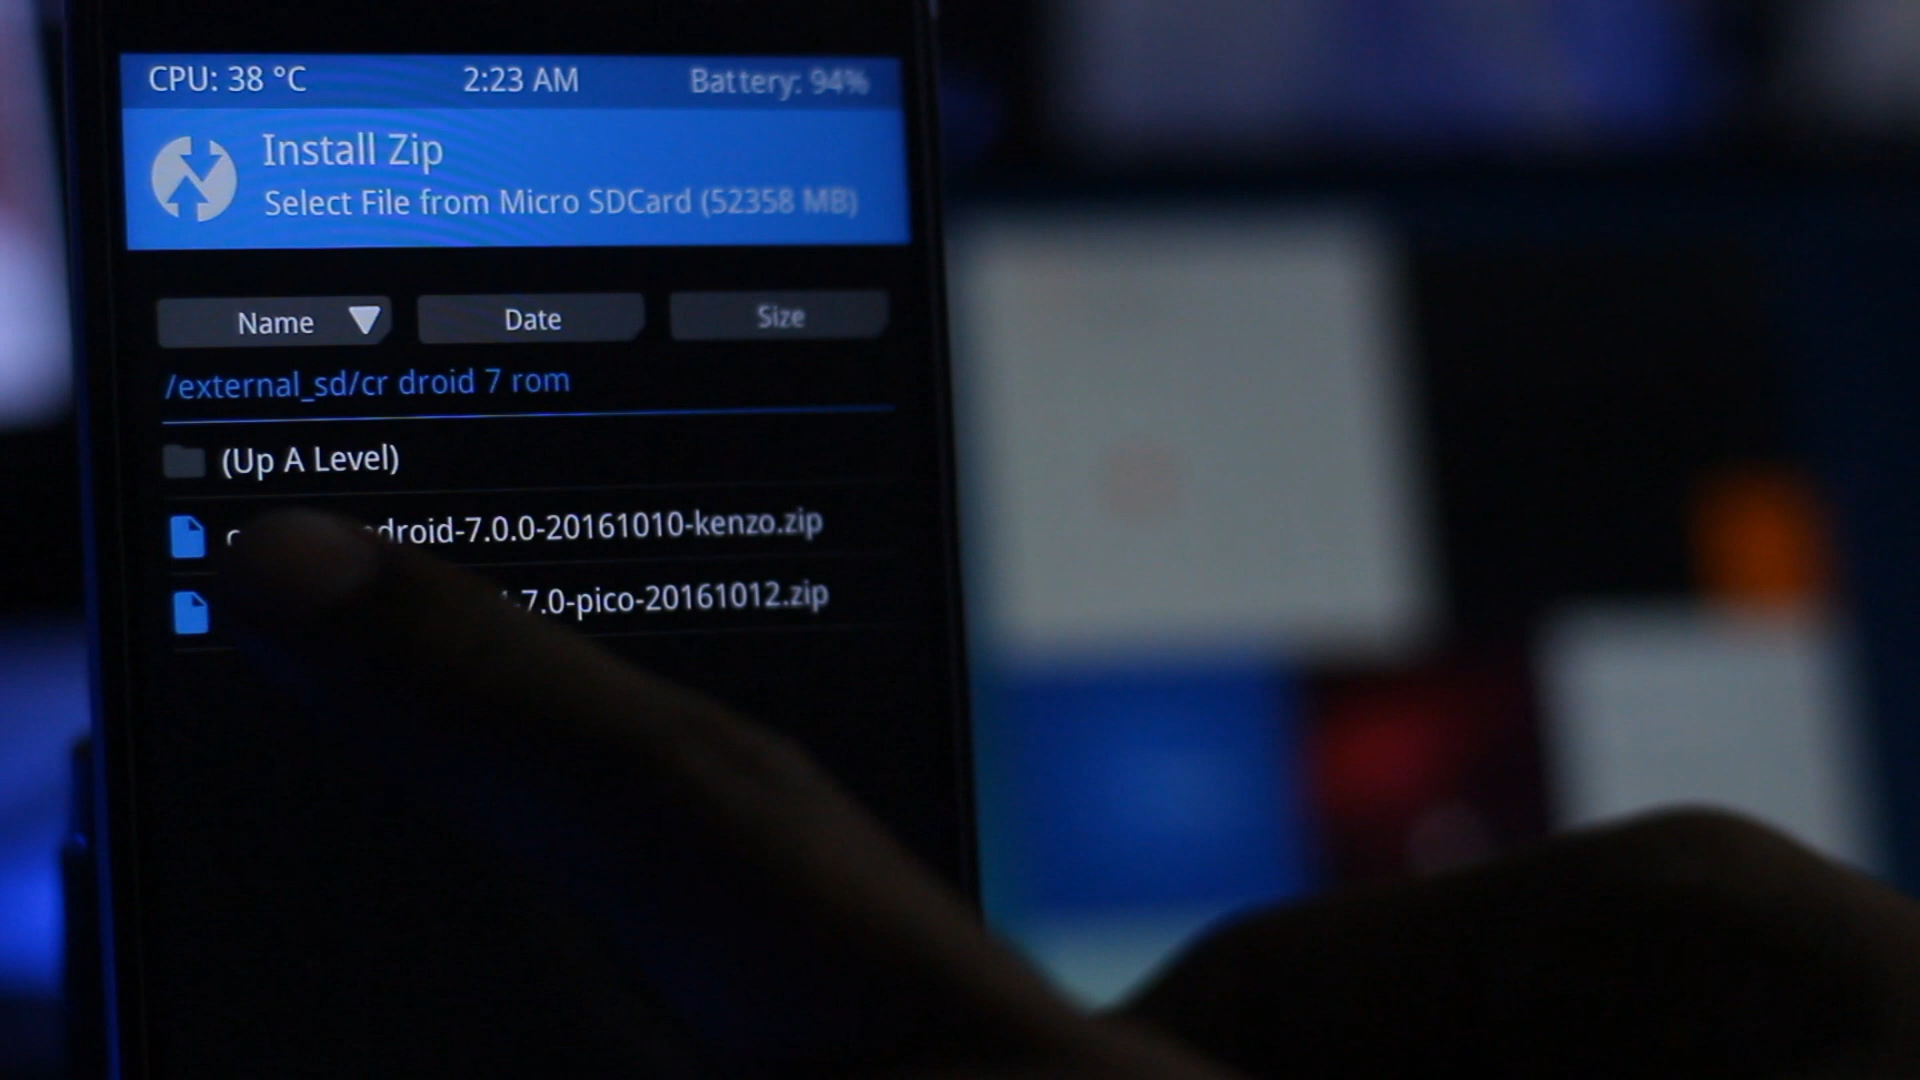 CPU: 38 °C 2:23 AM Battery: 94%
Install Zip
Select File from Micro SDCard (52358 MB)
Name Date Size
/external_sd/cr droid 7 rom
(Up A Level)
droid-7.0.0-20161010-kenzo.zip
-7.0-pico-20161012.zip